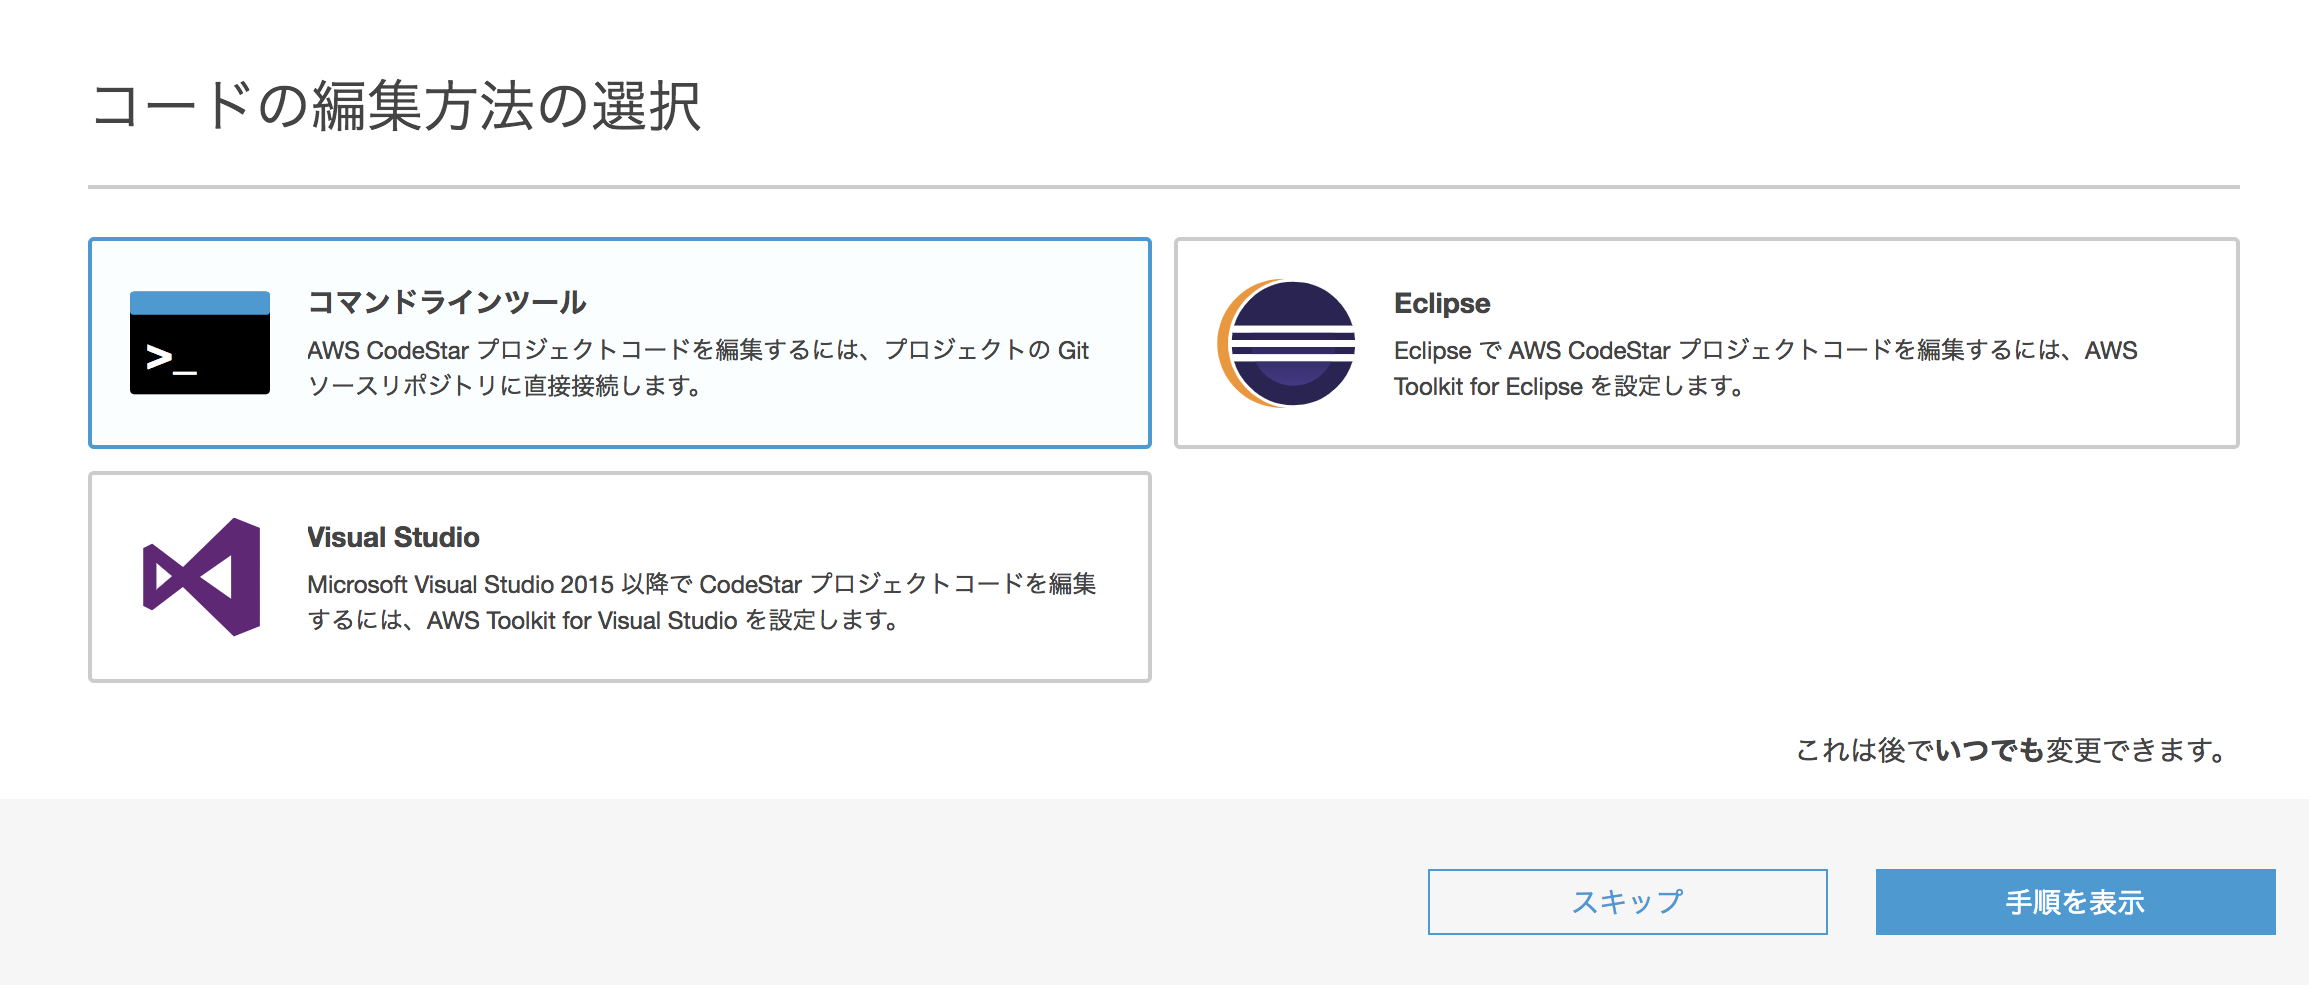 コードの編集方法の選択
>_
コマンドラインツール
AWS CodeStar プロジェクトコードを編集するには、プロジェクトの Git
ソースリポジトリに直接接続します。
Eclipse
Eclipse で AWS CodeStar プロジェクトコードを編集するには、AWS
Toolkit for Eclipse を設定します。
Visual Studio
Microsoft Visual Studio 2015 以降で CodeStar プロジェクトコードを編集
するには、AWS Toolkit for Visual Studio を設定します。
これは後でいつでも変更できます。
スキップ
手順を表示